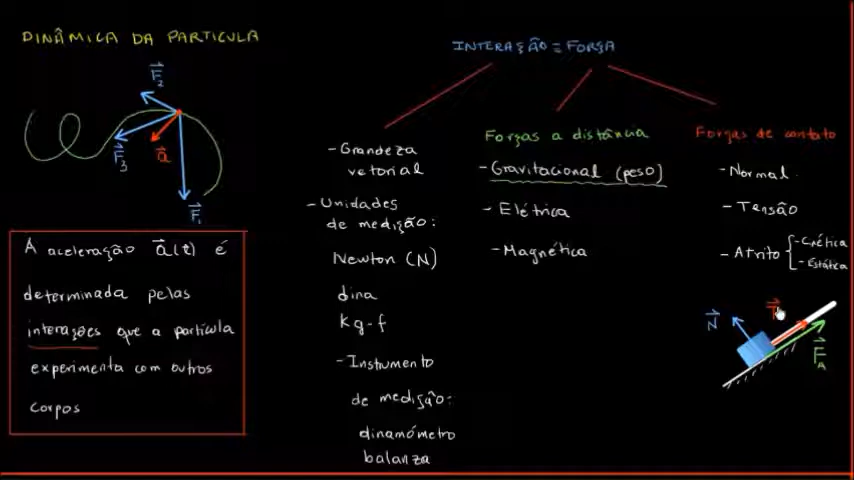 DINÂMICA DA PARTICULA
F₂
F₃
a
F₁
A aceleração a(t) é
determinada pelas
interações que a partícula
experimenta com outros
corpos
INTERAÇÃO = FORÇA
- Grandeza
vetorial
- Unidades
de medição:
Newton (N)
dina
Kg-f
- Instumento
de medição:
dinamómetro
balanza
Forças a distância
- Gravitacional (peso)
- Elétrica
- Magnética
Forças de contato
- Normal
- Tensão
- Atrito
- Cinética
- Estática
N
T
F_A